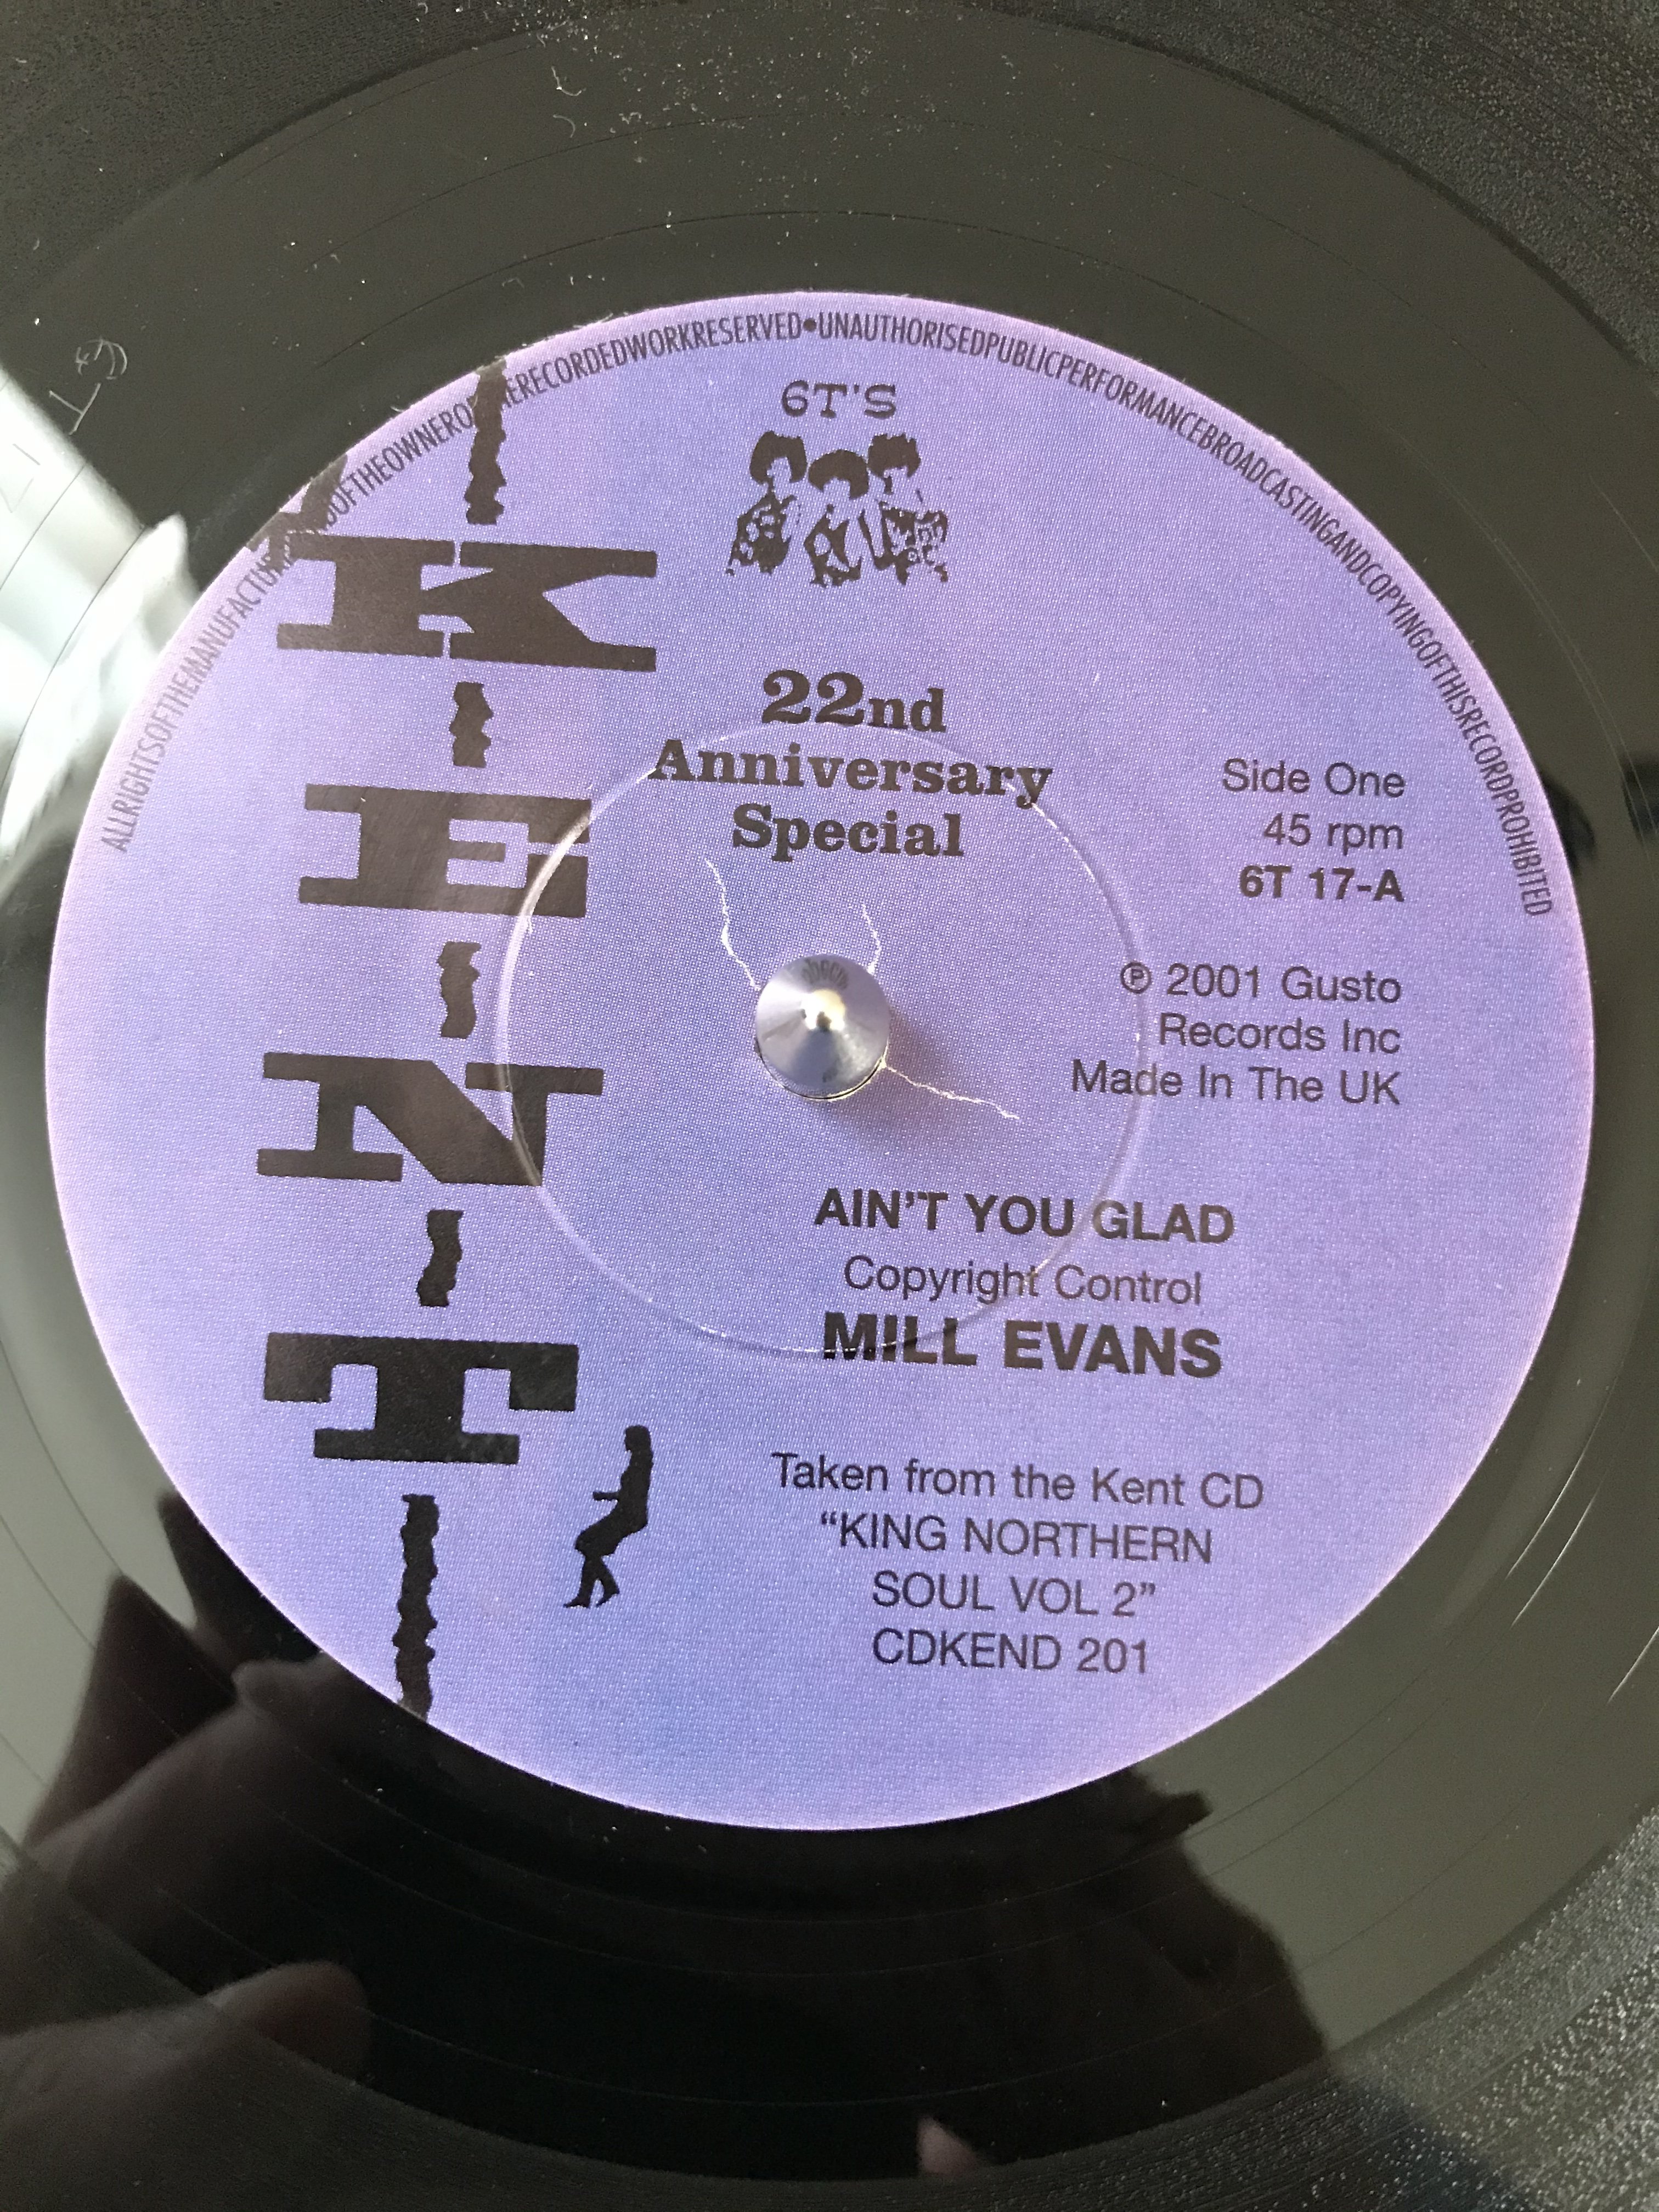 ALLRIGHTSOFTHEMANUFACTUR OFTHEOWNERO ERECORDEDWORKRESERVED•UNAUTHORISEDPUBLICPERFORMANCEBROADCASTINGANDCOPYINGOFTHISRECORDPROHIBITED
6T'S
KENT
22nd
Anniversary
Special
Side One
45 rpm
6T 17-A
℗ 2001 Gusto
Records Inc
Made In The UK
AIN'T YOU GLAD
Copyright Control
MILL EVANS
Taken from the Kent CD
“KING NORTHERN
SOUL VOL 2”
CDKEND 201